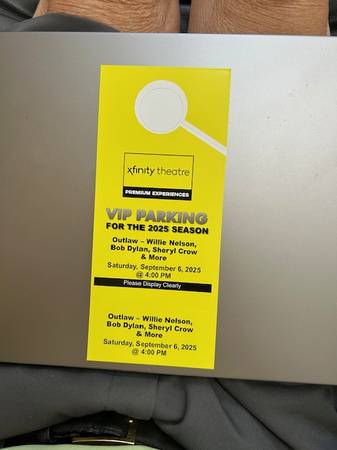 xfinity theatre
PREMIUM EXPERIENCES
VIP PARKING
FOR THE 2025 SEASON
Outlaw – Willie Nelson,
Bob Dylan, Sheryl Crow
& More
Saturday, September 6, 2025
@ 4:00 PM
Please Display Clearly
Outlaw – Willie Nelson,
Bob Dylan, Sheryl Crow
& More
Saturday, September 6, 2025
@ 4:00 PM